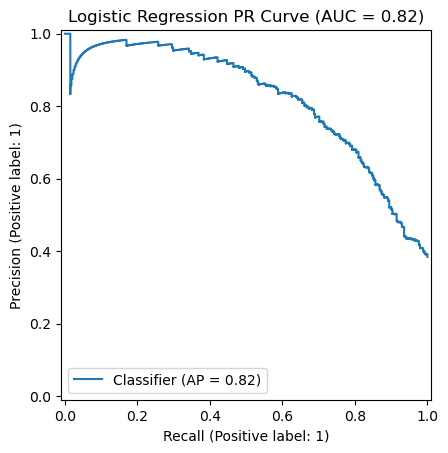 Logistic Regression PR Curve (AUC = 0.82)
1.0
0.8
0.6
0.4
0.2
0.0
Precision (Positive label: 1)
Classifier (AP = 0.82)
0.0 0.2 0.4 0.6 0.8 1.0
Recall (Positive label: 1)